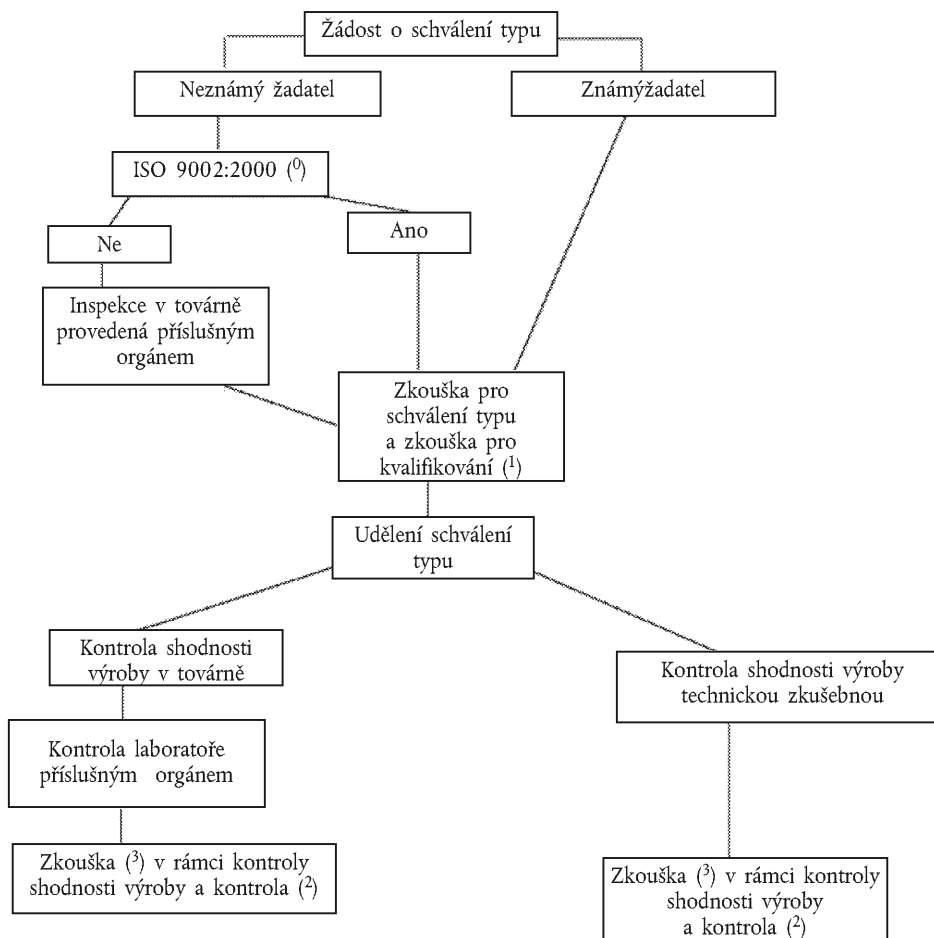 Žádost o schválení typu
Neznámý žadatel
Známýžadatel
ISO 9002:2000 (⁰)
Ne
Ano
Inspekce v továrně
provedená příslušným
orgánem
Zkouška pro
schválení typu
a zkouška pro
kvalifikování (¹)
Udělení schválení
typu
Kontrola shodnosti
výroby v továrně
Kontrola shodnosti výroby
technickou zkušebnou
Kontrola laboratoře
příslušným orgánem
Zkouška (³) v rámci kontroly
shodnosti výroby a kontrola (²)
Zkouška (³) v rámci kontroly
shodnosti výroby
a kontrola (²)